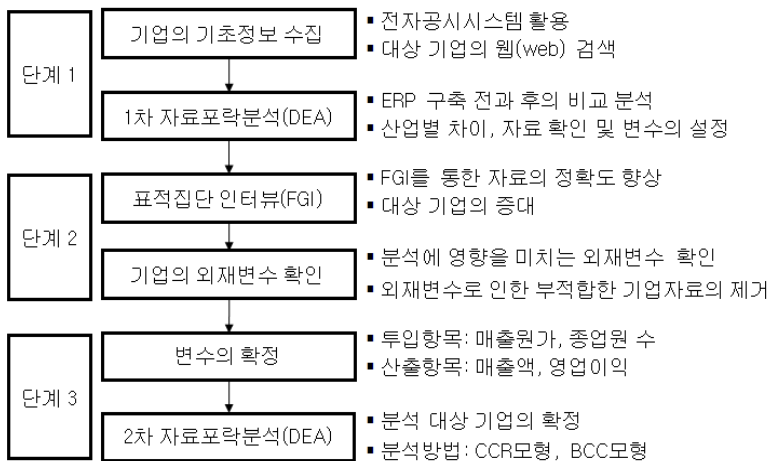 단계 1
기업의 기초정보 수집
▪ 전자공시시스템 활용
▪ 대상 기업의 웹(web) 검색
1차 자료포락분석(DEA)
▪ ERP 구축 전과 후의 비교 분석
▪ 산업별 차이, 자료 확인 및 변수의 설정
단계 2
표적집단 인터뷰(FGI)
▪ FGI를 통한 자료의 정확도 향상
▪ 대상 기업의 증대
기업의 외재변수 확인
▪ 분석에 영향을 미치는 외재변수 확인
▪ 외재변수로 인한 부적합한 기업자료의 제거
단계 3
변수의 확정
▪ 투입항목: 매출원가, 종업원 수
▪ 산출항목: 매출액, 영업이익
2차 자료포락분석(DEA)
▪ 분석 대상 기업의 확정
▪ 분석방법: CCR모형, BCC모형